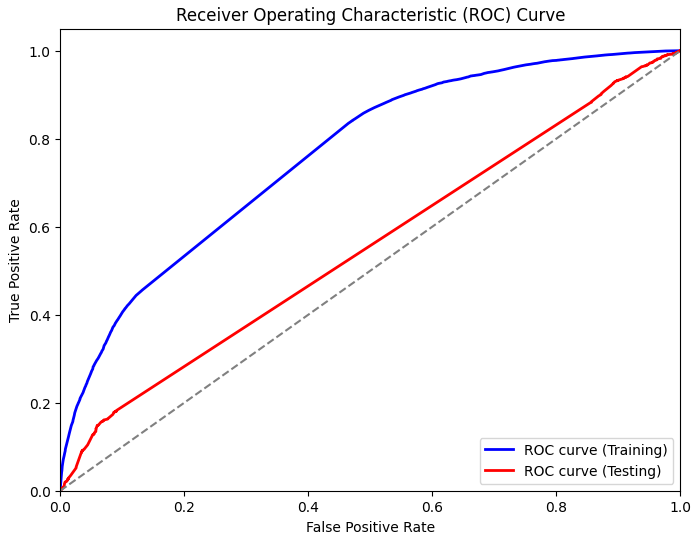 Receiver Operating Characteristic (ROC) Curve
True Positive Rate
1.0
0.8
0.6
0.4
0.2
0.0
0.0 0.2 0.4 0.6 0.8 1.0
False Positive Rate
ROC curve (Training)
ROC curve (Testing)